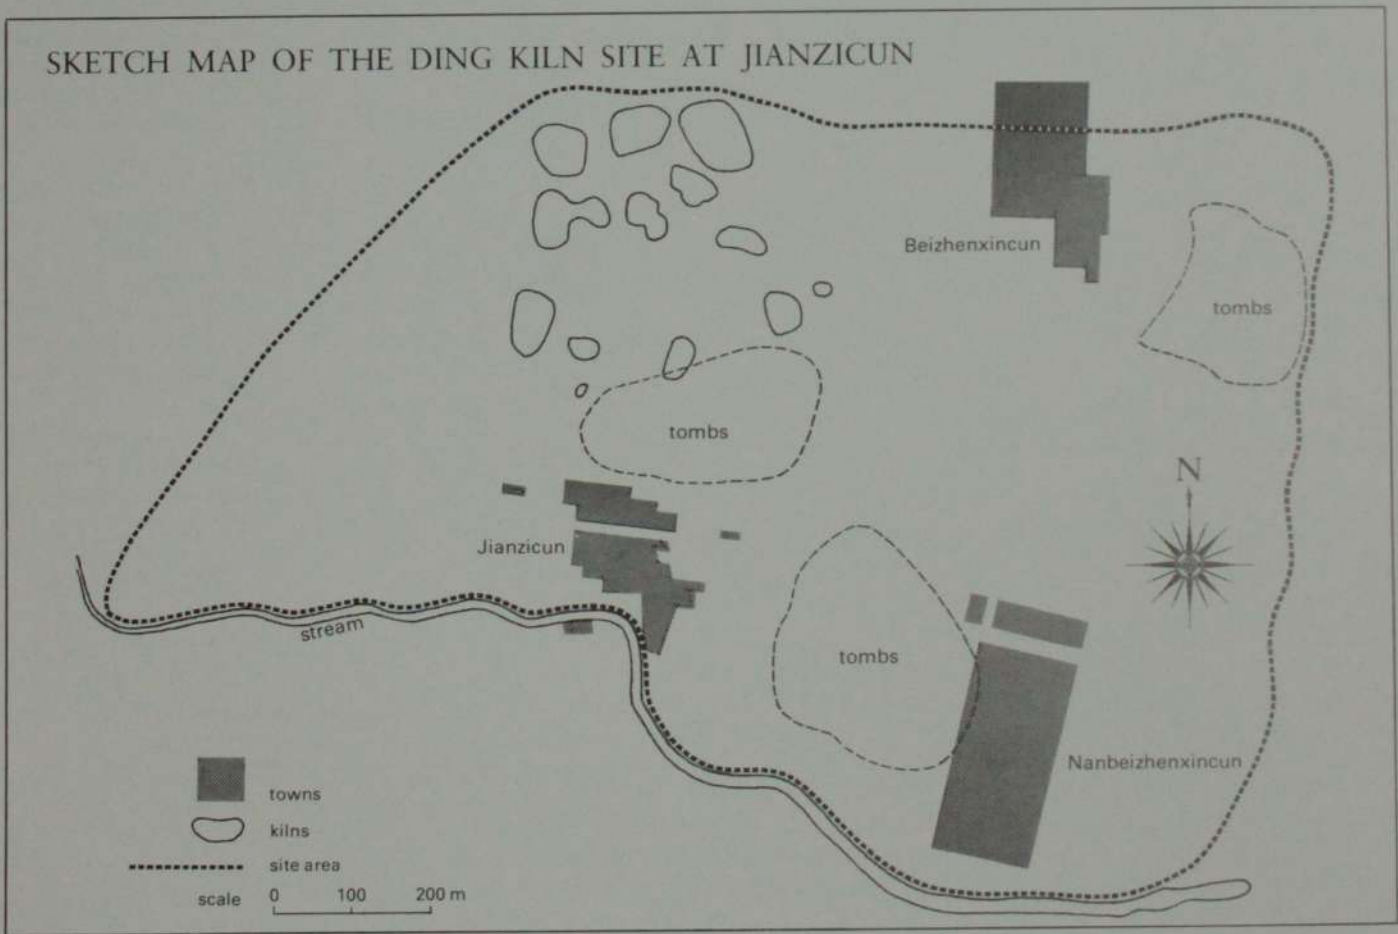 SKETCH MAP OF THE DING KILN SITE AT JIANZICUN
Beizhenxincun
tombs
tombs
N
Jianzicun
stream
tombs
Nanbeizhenxincun
towns
kilns
site area
scale 0 100 200 m